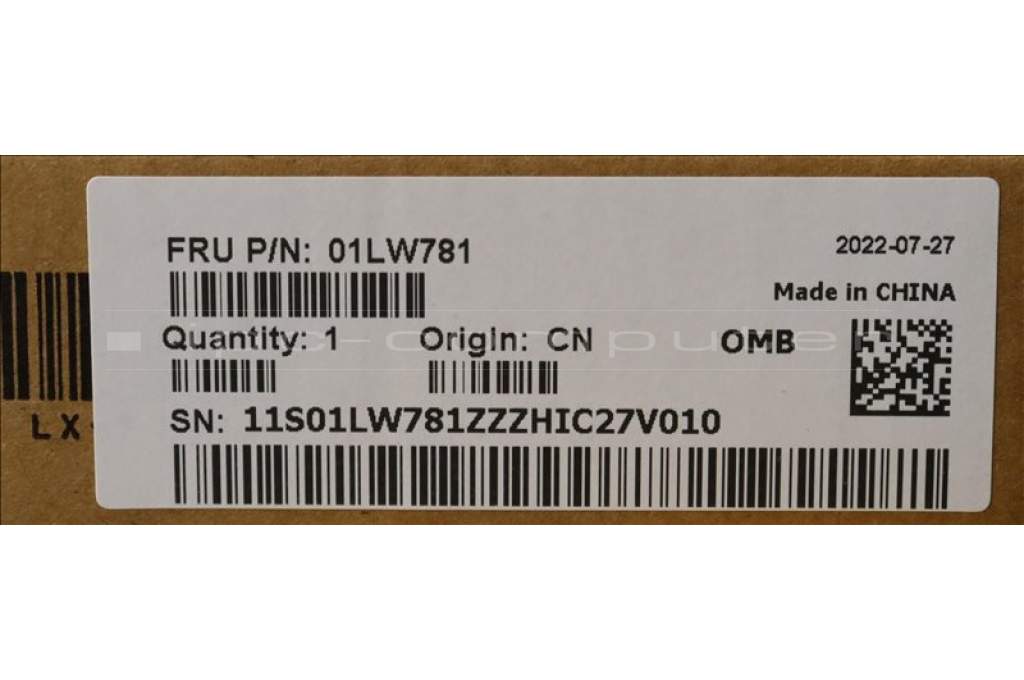 FRU P/N: 01LW781
2022-07-27
Made in CHINA
Quantity: 1 Origin: CN OMB
SN: 11S01LW781ZZZHIC27V010
LX